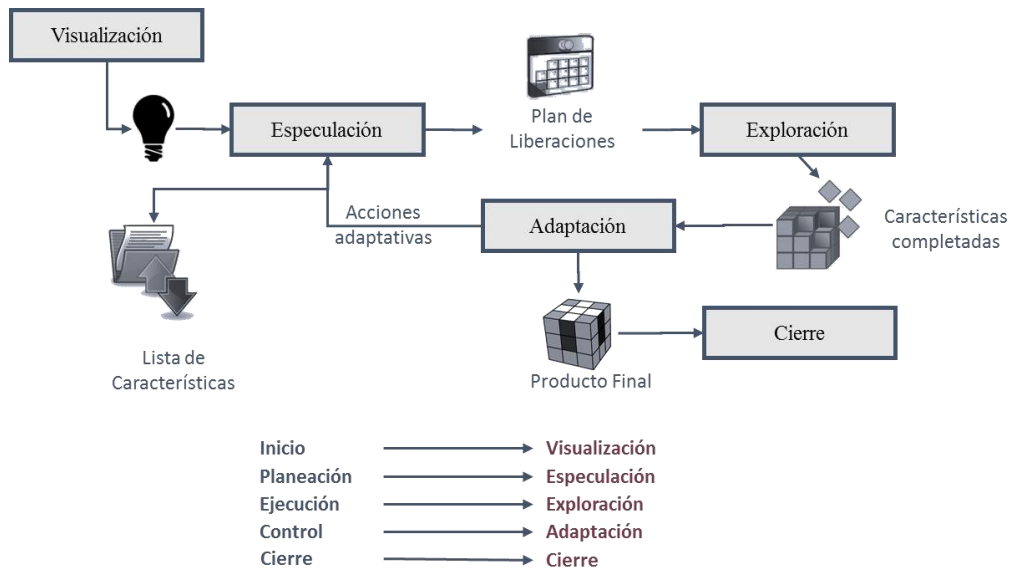 Visualización
Especulación
Plan de
Liberaciones
Exploración
Acciones
adaptativas
Adaptación
Características
completadas
Lista de
Características
Producto Final
Cierre
Inicio Visualización
Planeación Especulación
Ejecución Exploración
Control Adaptación
Cierre Cierre